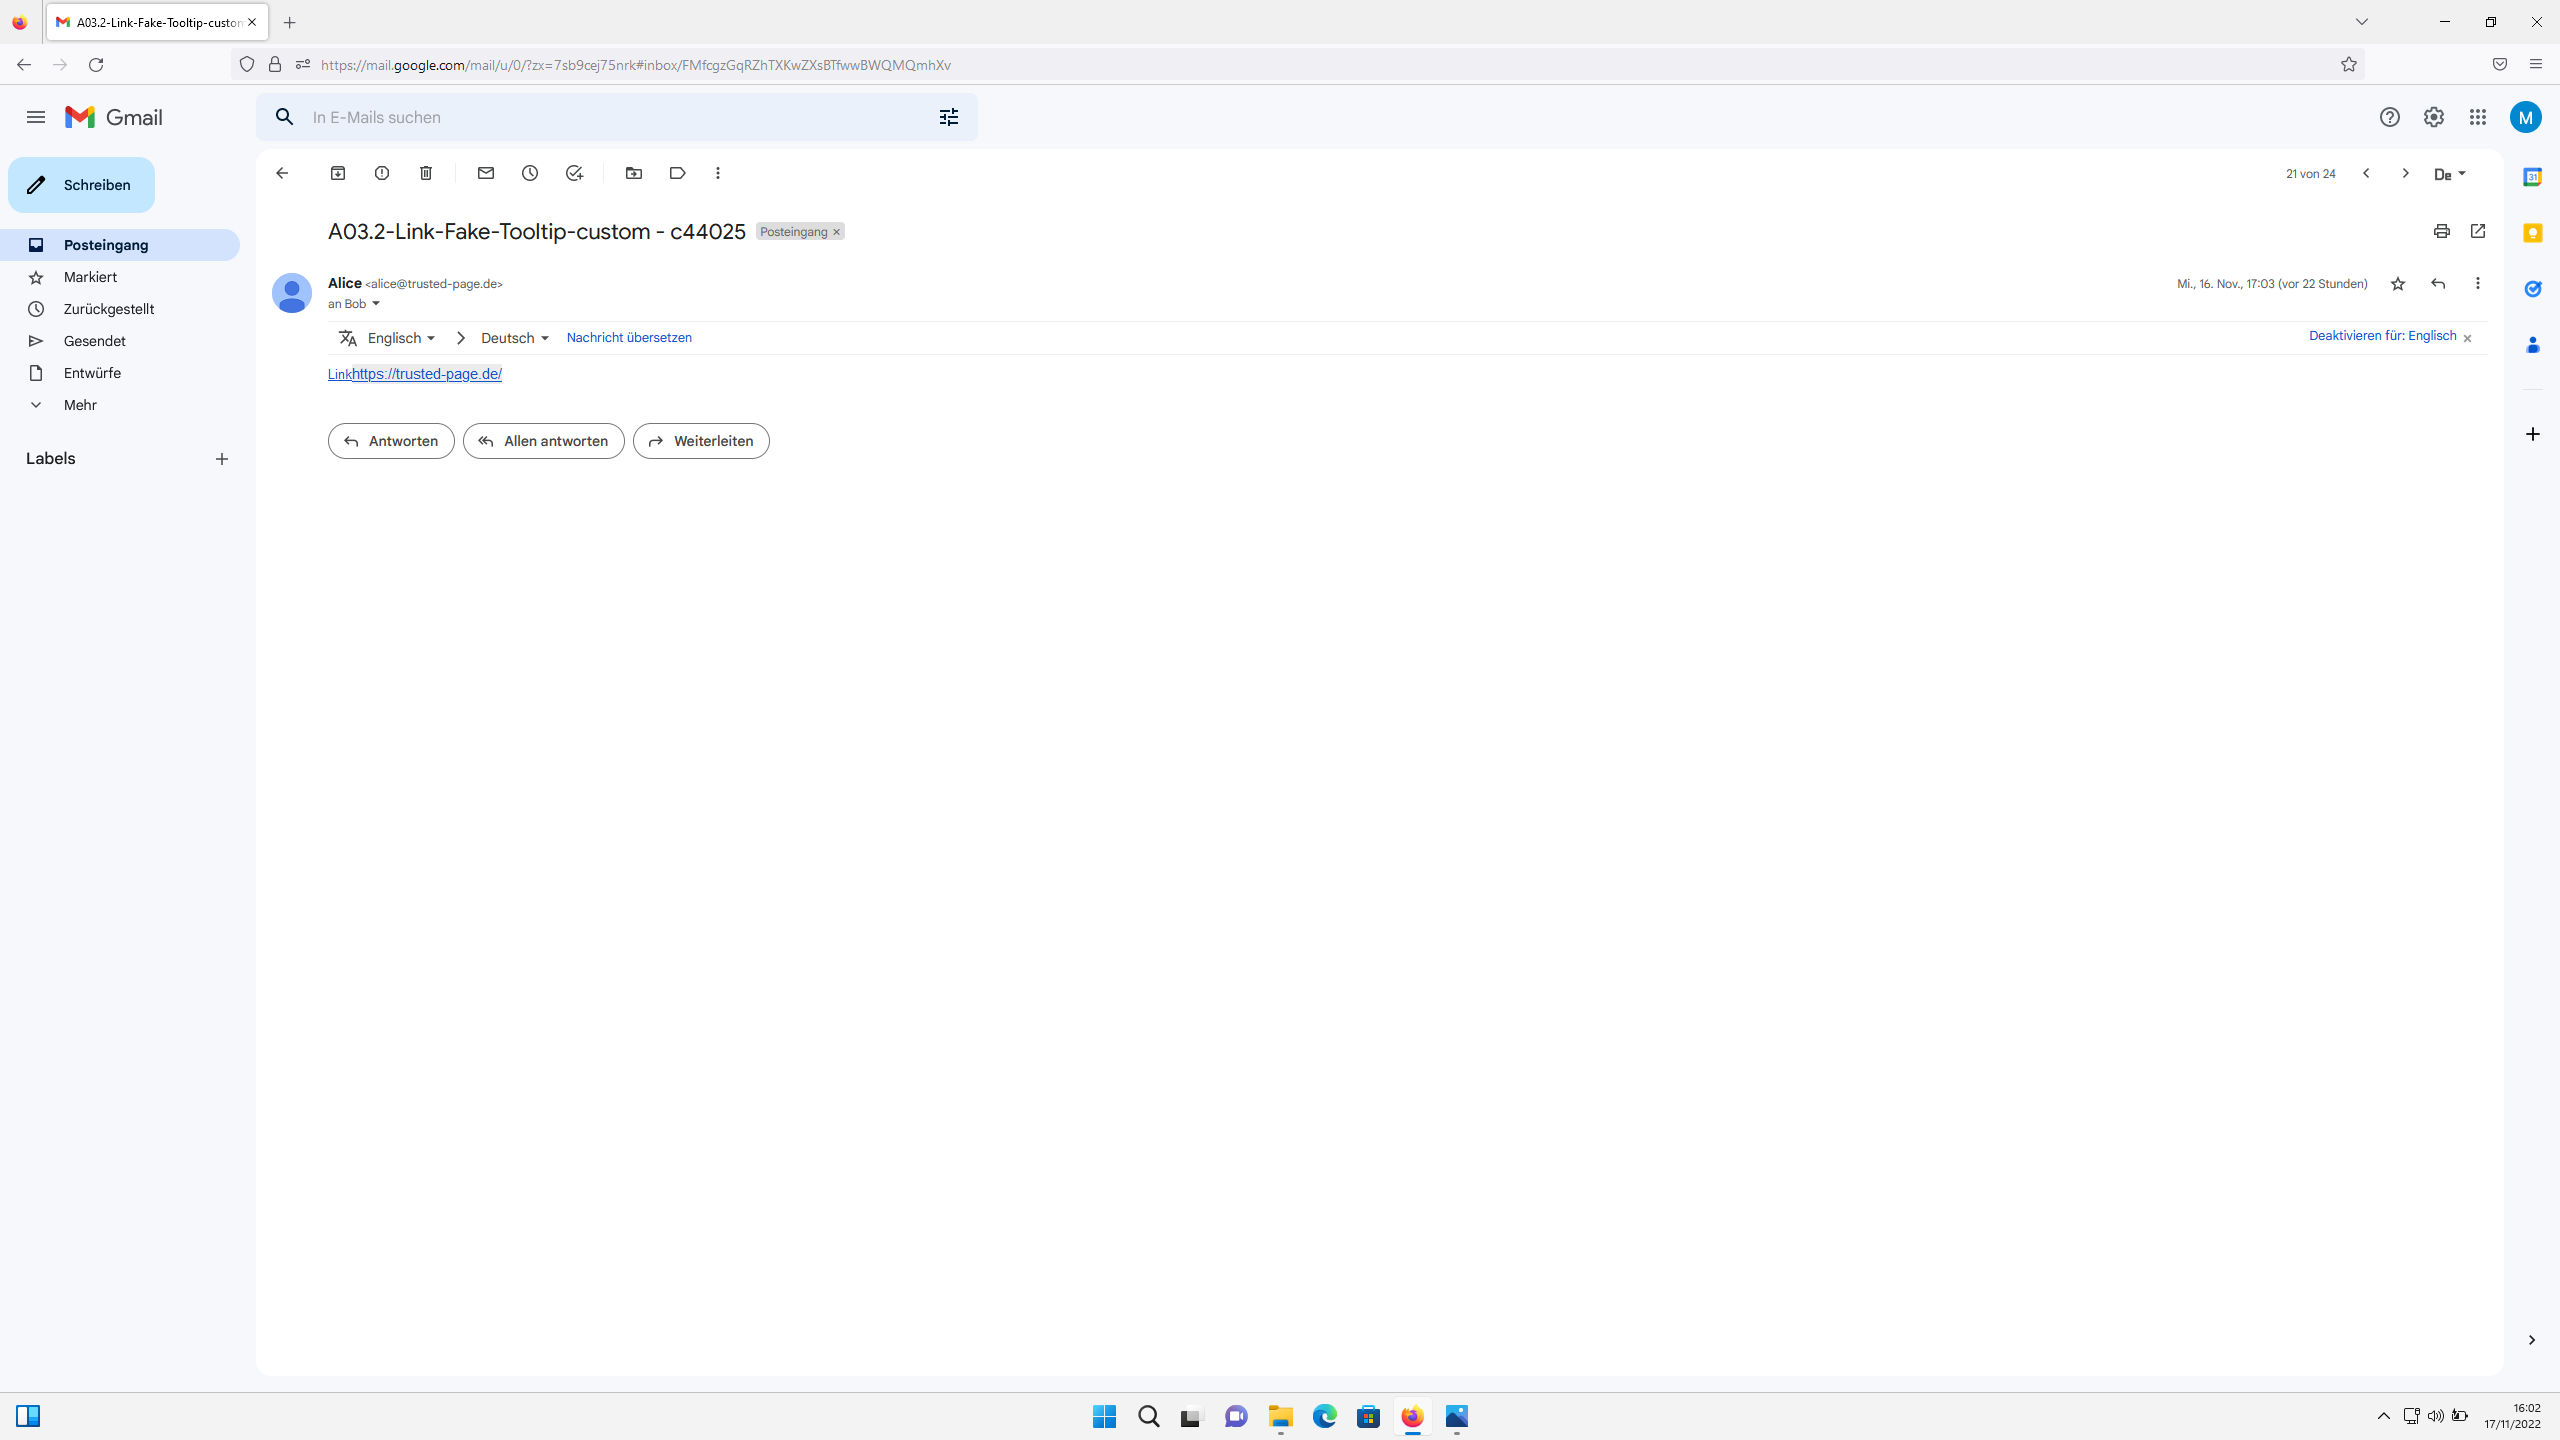 A03.2-Link-Fake-Tooltip-custom
https://mail.google.com/mail/u/0/?zx=7sb9cej75nrk#inbox/FMfcgzGqRZhTXKwZXsBTfwwBWQMQmhXv
Gmail
In E-Mails suchen
M
Schreiben
21 von 24
De
Posteingang
Markiert
Zurückgestellt
Gesendet
Entwürfe
Mehr
Labels
A03.2-Link-Fake-Tooltip-custom - c44025 Posteingang ×
Alice <alice@trusted-page.de>
Mi., 16. Nov., 17:03 (vor 22 Stunden)
an Bob
Englisch > Deutsch Nachricht übersetzen
Deaktivieren für: Englisch ×
Linkhttps://trusted-page.de/
Antworten
Allen antworten
Weiterleiten
31
16:02
17/11/2022